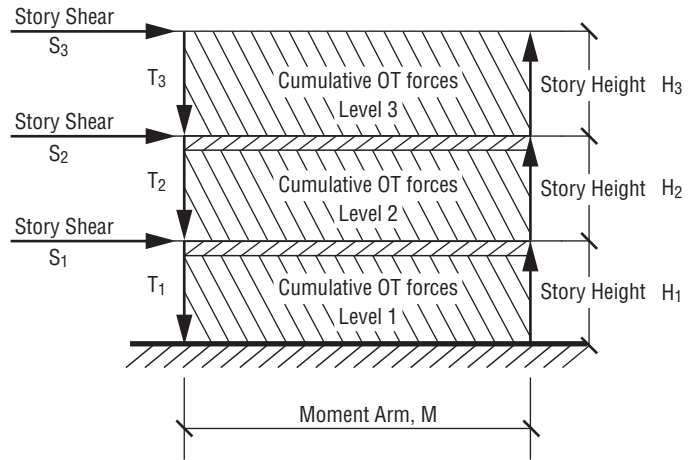 Story Shear
S3
T3
Cumulative OT forces
Level 3
Story Height H3
Story Shear
S2
T2
Cumulative OT forces
Level 2
Story Height H2
Story Shear
S1
T1
Cumulative OT forces
Level 1
Story Height H1
Moment Arm, M